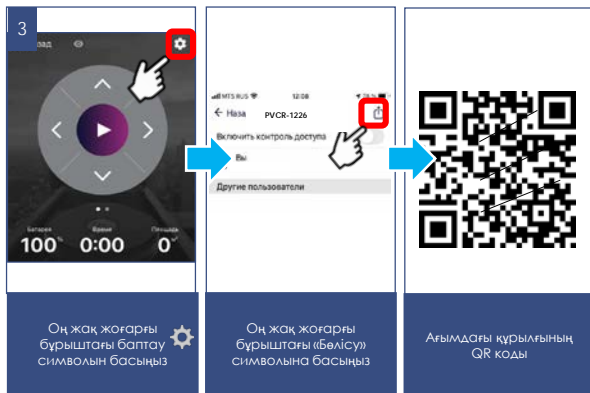 3
зад
Батарея
Время
Площадь
100%
0:00
0
Оң жақ жоғарғы
бұрыштағы баптау
символын басыңыз
MTS RUS
12:08
78 %
← Наза
PVCR-1226
Включить контроль доступа
Вы
Другие пользователи
Оң жақ жоғарғы
бұрыштағы «Бөлісу»
символына басыңыз
Ағымдағы құрылғының
QR коды